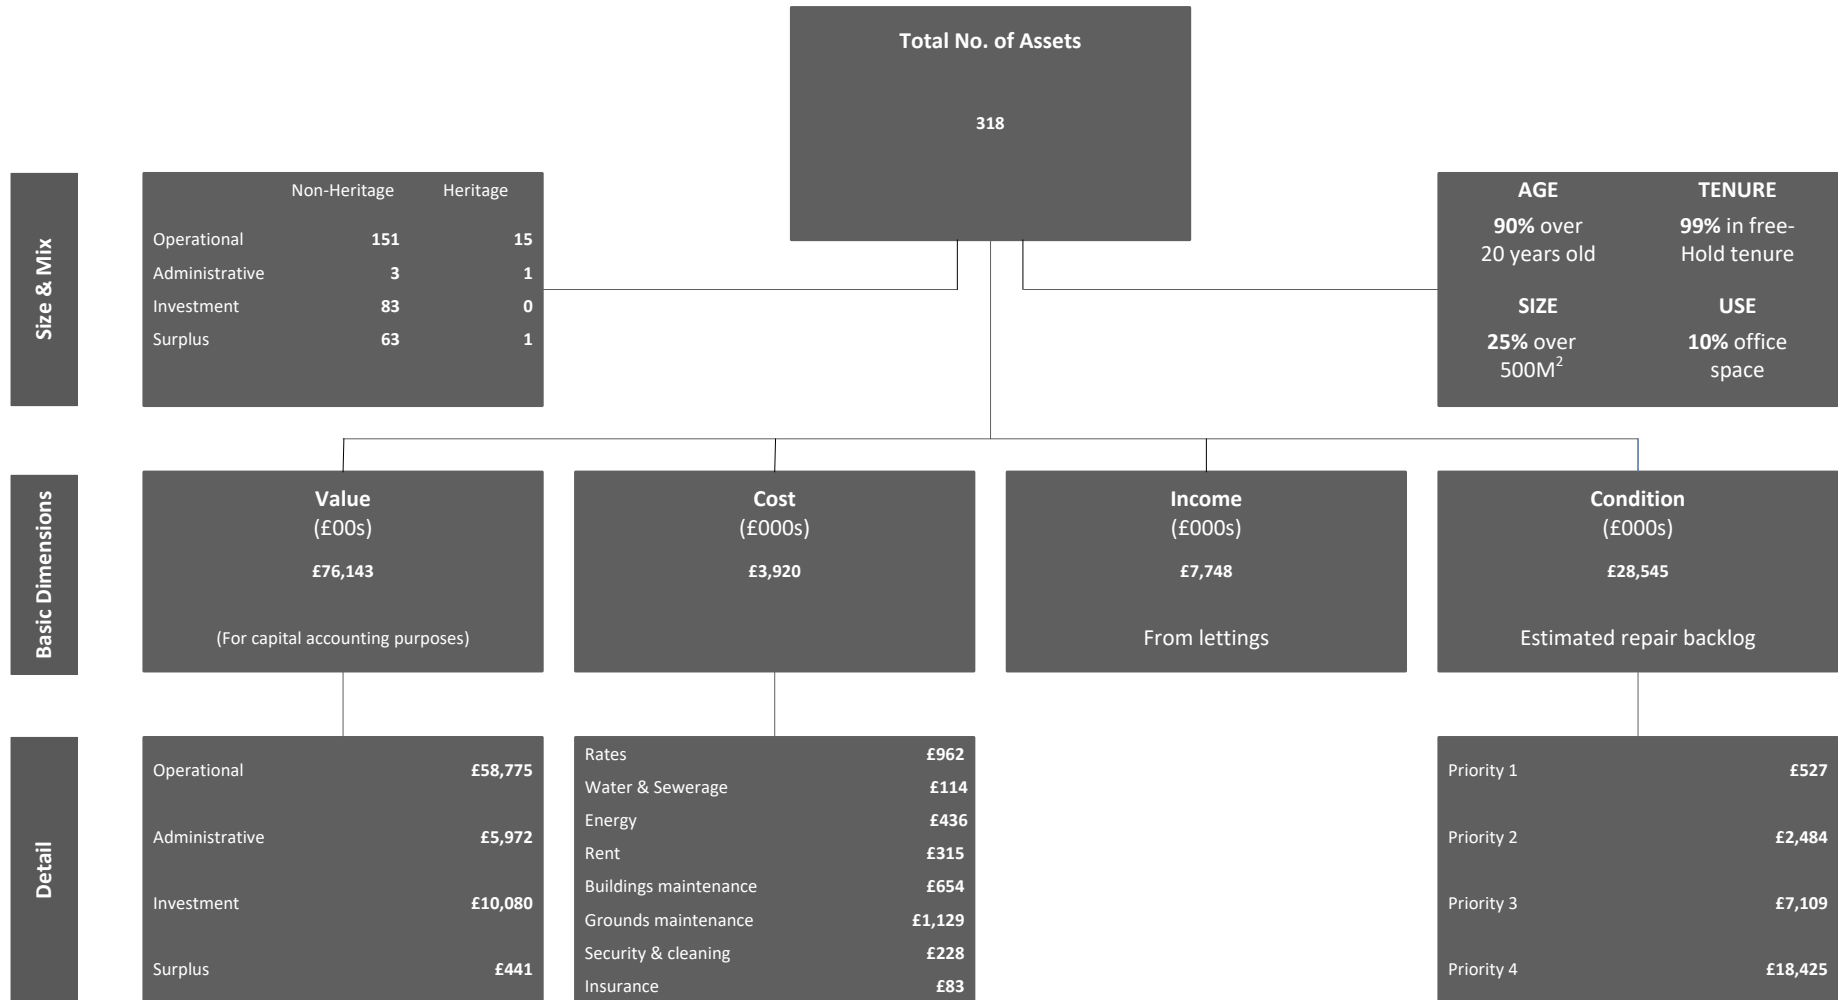 Total No. of Assets
318
Size & Mix
Non-Heritage Heritage
Operational 151 15
Administrative 3 1
Investment 83 0
Surplus 63 1
AGE TENURE
90% over 99% in free-
20 years old Hold tenure
SIZE USE
25% over 10% office
500M² space
Basic Dimensions
Value
(£00s)
£76,143
(For capital accounting purposes)
Cost
(£000s)
£3,920
Income
(£000s)
£7,748
From lettings
Condition
(£000s)
£28,545
Estimated repair backlog
Detail
Operational £58,775
Administrative £5,972
Investment £10,080
Surplus £441
Rates £962
Water & Sewerage £114
Energy £436
Rent £315
Buildings maintenance £654
Grounds maintenance £1,129
Security & cleaning £228
Insurance £83
Priority 1 £527
Priority 2 £2,484
Priority 3 £7,109
Priority 4 £18,425